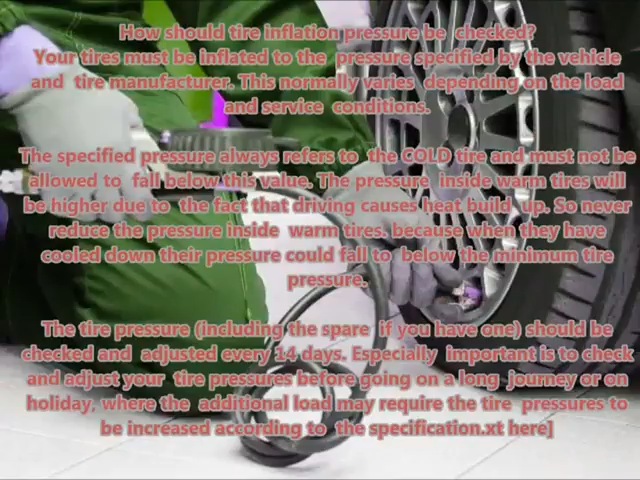 How should tire inflation pressure be checked?
Your tires must be inflated to the pressure specified by the vehicle
and tire manufacturer. This normally varies depending on the load
and service conditions.
The specified pressure always refers to the COLD tire and must not be
allowed to fall below this value. The pressure inside warm tires will
be higher due to the fact that driving causes heat build up. So never
reduce the pressure inside warm tires. because when they have
cooled down their pressure could fall to below the minimum tire
pressure.
The tire pressure (including the spare if you have one) should be
checked and adjusted every 14 days. Especially important is to check
and adjust your tire pressures before going on a long journey or on
holiday, where the additional load may require the tire pressures to
be increased according to the specification.xt here]